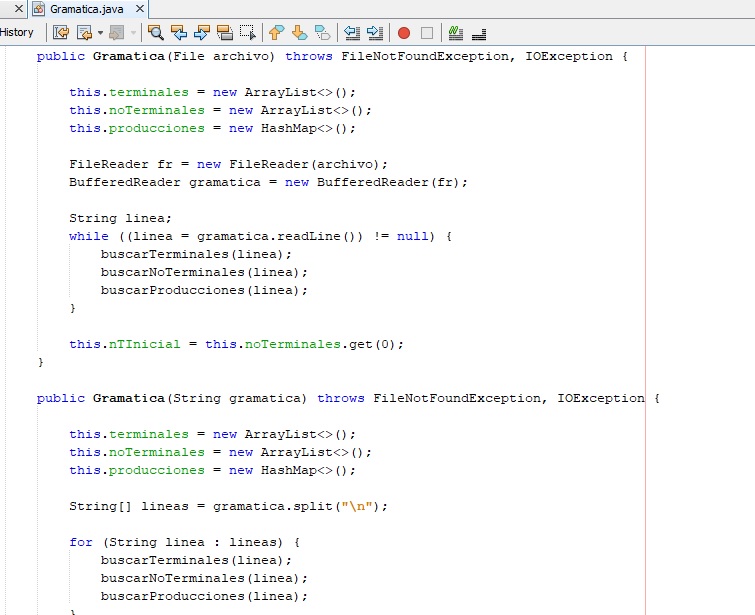 Gramatica.java
History
public Gramatica(File archivo) throws FileNotFoundException, IOException {
this.terminales = new ArrayList<>();
this.noTerminales = new ArrayList<>();
this.producciones = new HashMap<>();
FileReader fr = new FileReader(archivo);
BufferedReader gramatica = new BufferedReader(fr);
String linea;
while ((linea = gramatica.readLine()) != null) {
buscarTerminales(linea);
buscarNoTerminales(linea);
buscarProducciones(linea);
}
this.nTInicial = this.noTerminales.get(0);
}
public Gramatica(String gramatica) throws FileNotFoundException, IOException {
this.terminales = new ArrayList<>();
this.noTerminales = new ArrayList<>();
this.producciones = new HashMap<>();
String[] lineas = gramatica.split("\n");
for (String linea : lineas) {
buscarTerminales(linea);
buscarNoTerminales(linea);
buscarProducciones(linea);
}